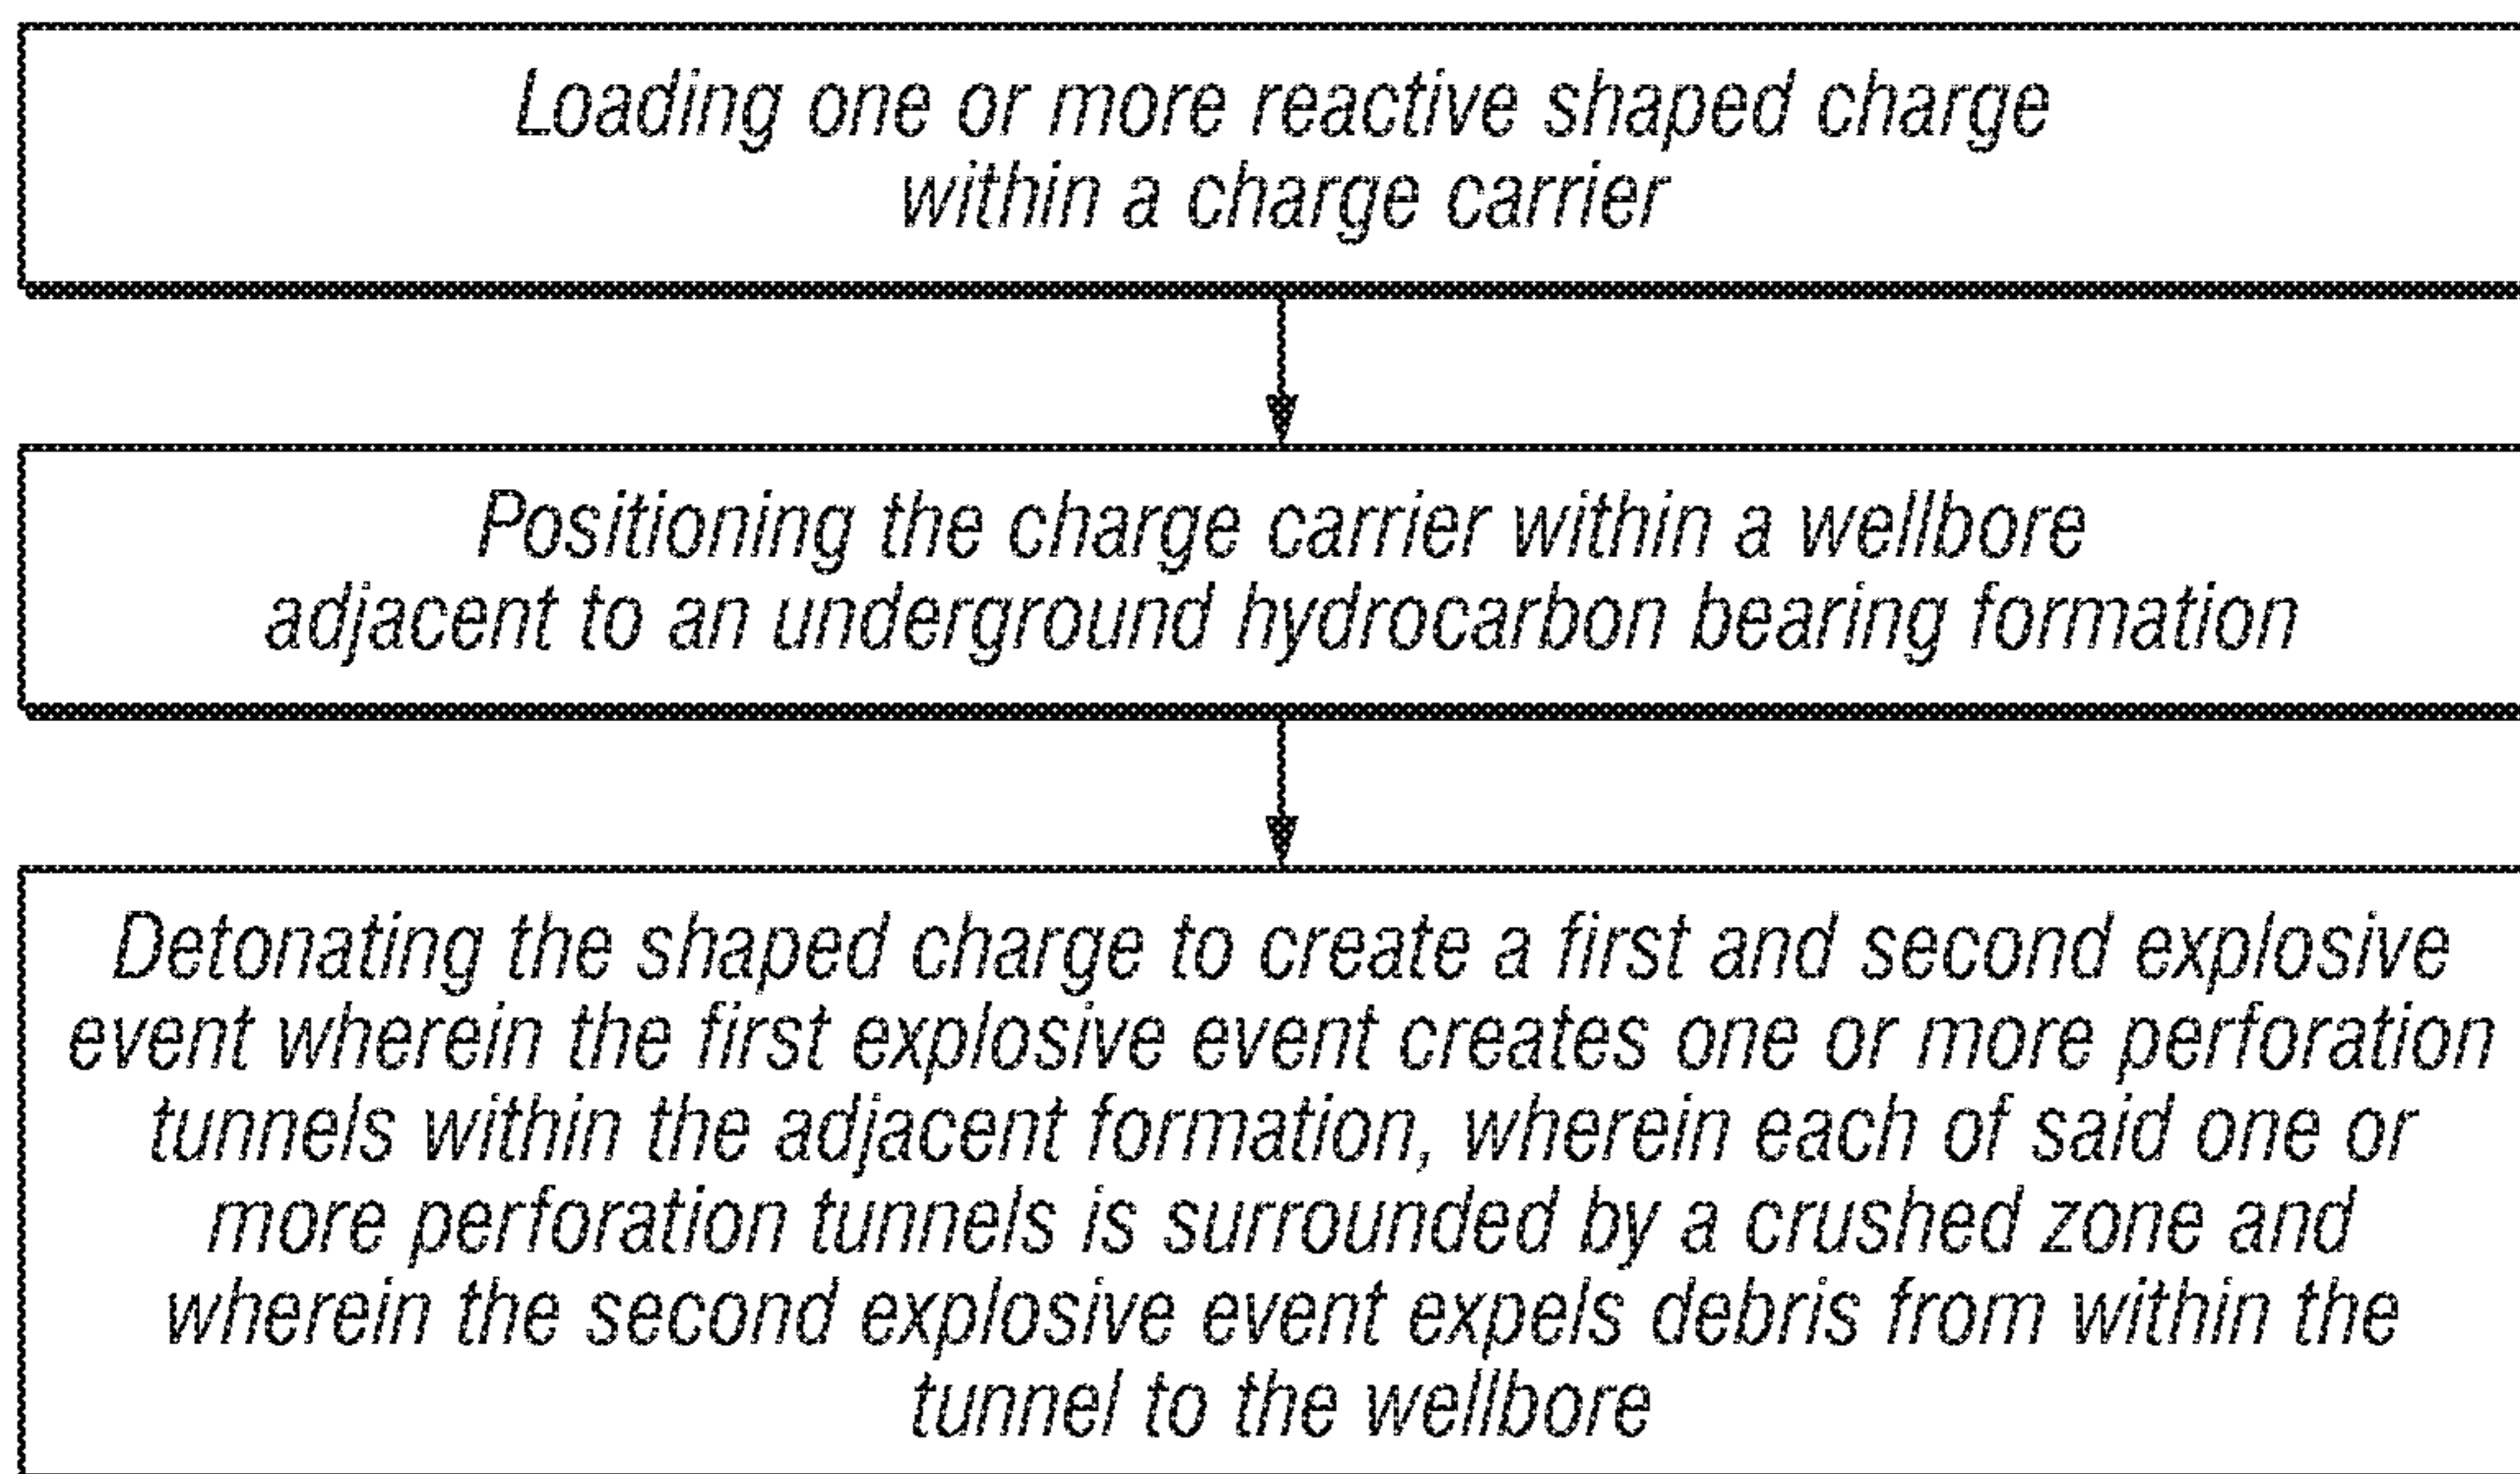 Loading one or more reactive shaped charge
within a charge carrier
Positioning the charge carrier within a wellbore
adjacent to an underground hydrocarbon bearing formation
Detonating the shaped charge to create a first and second explosive
event wherein the first explosive event creates one or more perforation
tunnels within the adjacent formation, wherein each of said one or
more perforation tunnels is surrounded by a crushed zone and
wherein the second explosive event expels debris from within the
tunnel to the wellbore